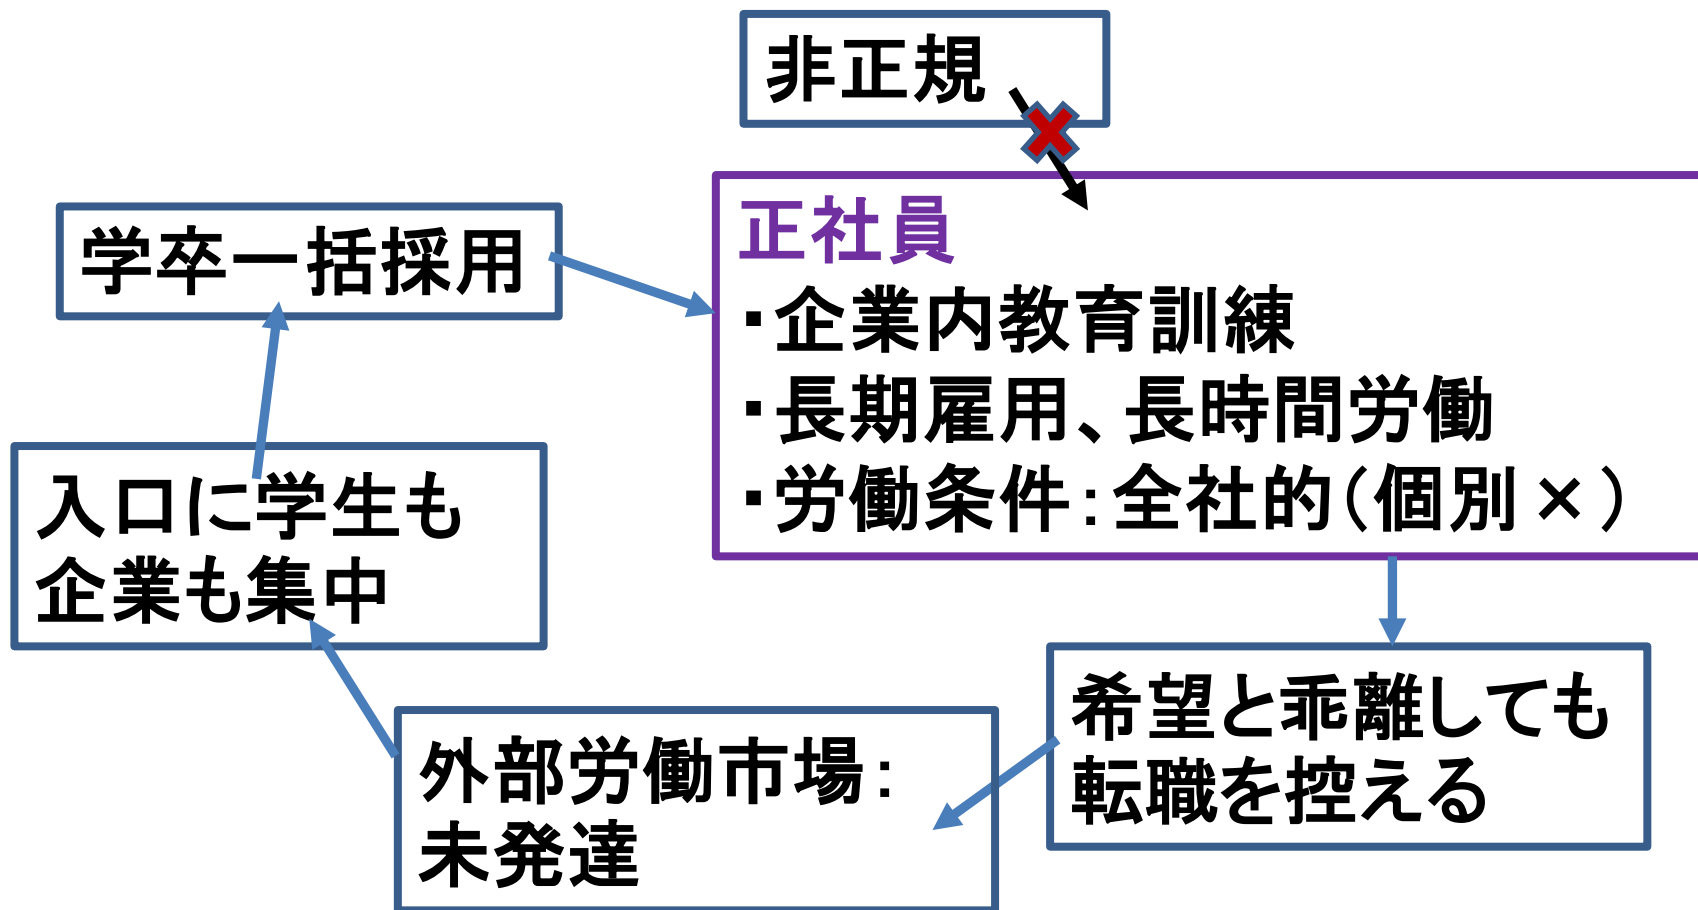 非正規
正社員
・企業内教育訓練
・長期雇用、長時間労働
・労働条件：全社的（個別×）
学卒一括採用
入口に学生も
企業も集中
希望と乖離しても
転職を控える
外部労働市場：
未発達